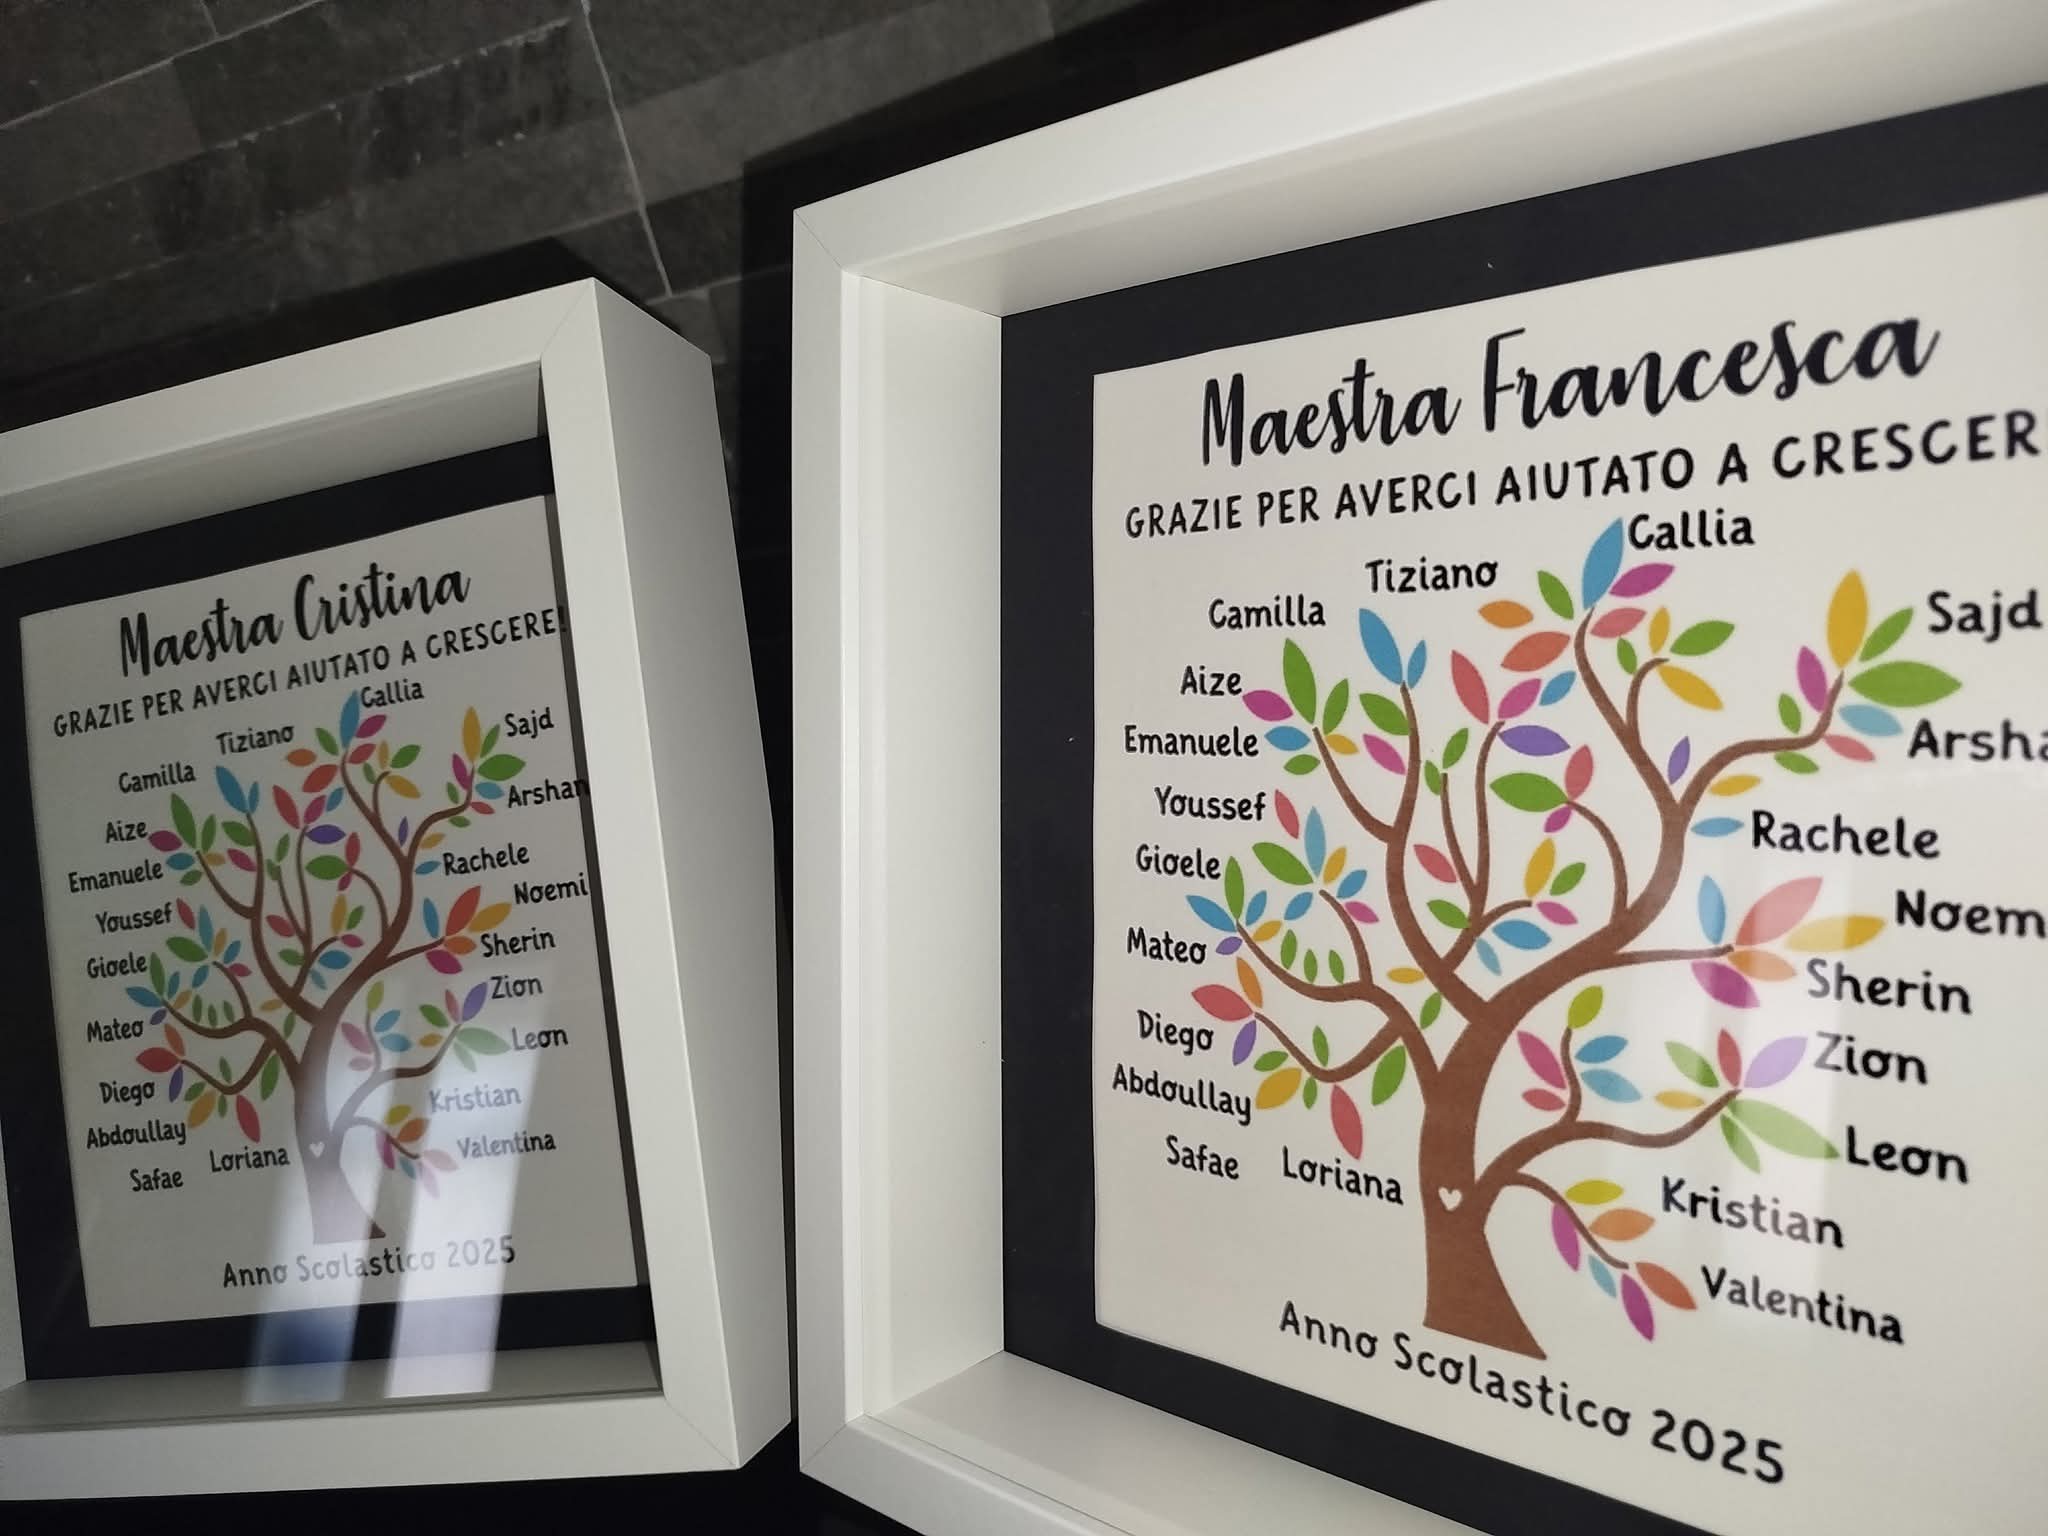 Maestra Cristina
GRAZIE PER AVERCI AIUTATO A CRESCERE!
Callia
Tiziano
Sajd
Camilla
Arshan
Aize
Rachele
Emanuele
Noemi
Youssef
Sherin
Gioele
Zion
Mateo
Leon
Diego
Kristian
Abdoullay
Valentina
Loriana
Safae
Anno Scolastico 2025
Maestra Francesca
GRAZIE PER AVERCI AIUTATO A CRESCER
Callia
Tiziano
Camilla
Sajd
Aize
Emanuele
Arsha
Youssef
Rachele
Gioele
Noem
Mateo
Sherin
Diego
Zion
Abdoullay
Leon
Safae
Loriana
Kristian
Valentina
Anno Scolastico 2025